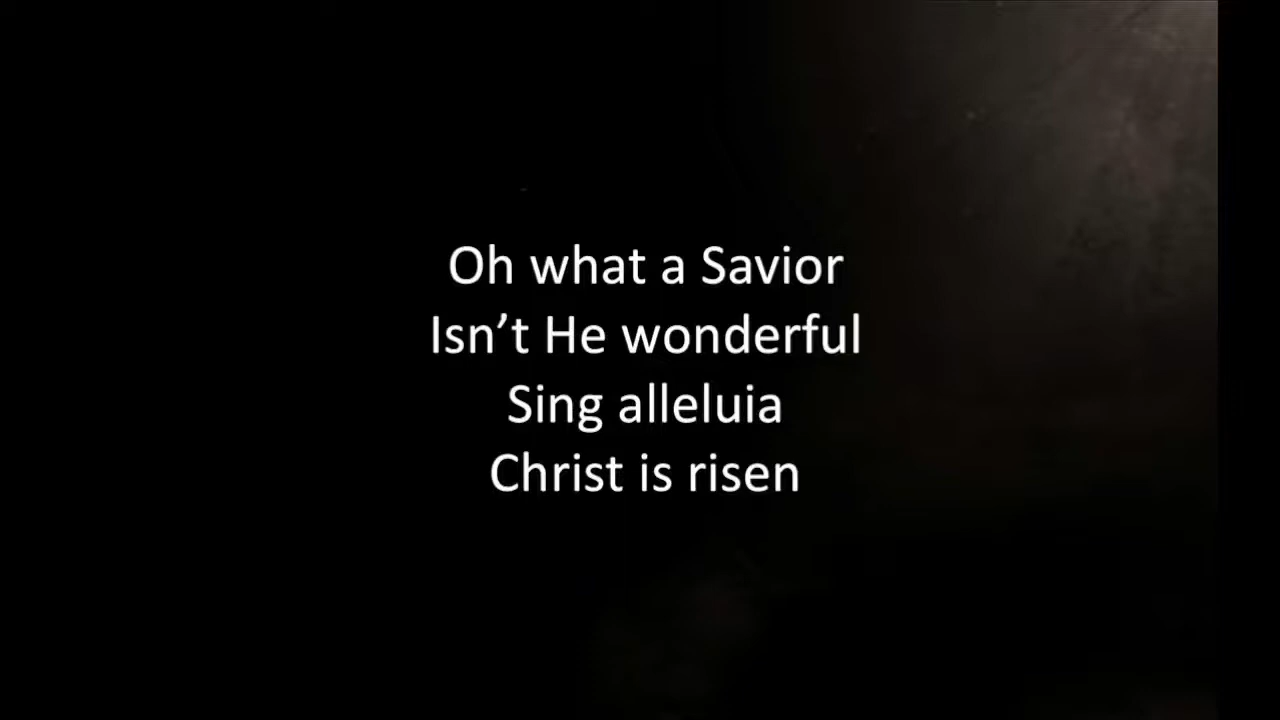 Oh what a Savior
Isn’t He wonderful
Sing alleluia
Christ is risen